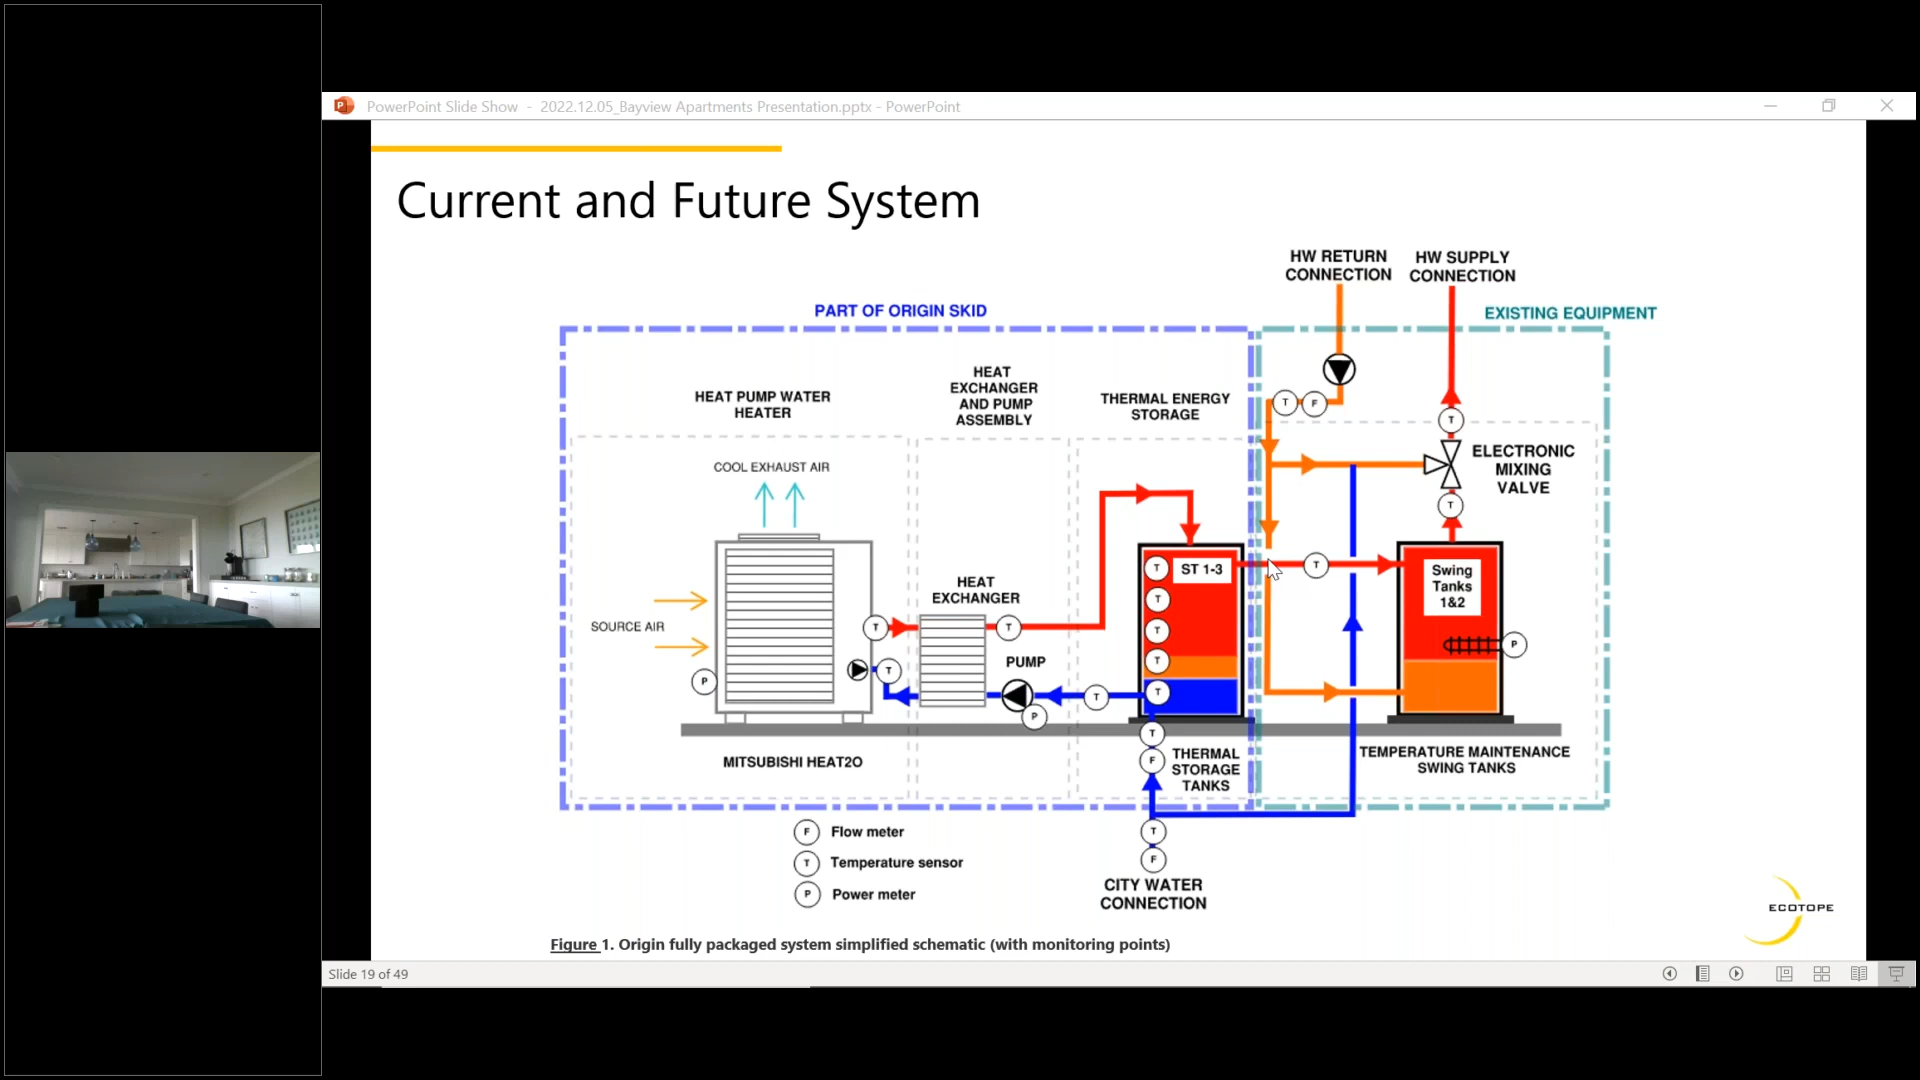 PowerPoint Slide Show - 2022.12.05_Bayview Apartments Presentation.pptx - PowerPoint
Current and Future System
HW RETURN
CONNECTION
HW SUPPLY
CONNECTION
PART OF ORIGIN SKID
EXISTING EQUIPMENT
HEAT PUMP WATER
HEATER
HEAT
EXCHANGER
AND PUMP
ASSEMBLY
THERMAL ENERGY
STORAGE
T
F
T
ELECTRONIC
MIXING
VALVE
COOL EXHAUST AIR
T
SOURCE AIR
HEAT
EXCHANGER
T
ST 1-3
T
T
T
T
T
Swing
Tanks
1&2
T
T
P
T
P
PUMP
P
T
MITSUBISHI HEAT2O
T
F
THERMAL
STORAGE
TANKS
TEMPERATURE MAINTENANCE
SWING TANKS
F Flow meter
T Temperature sensor
P Power meter
T
F
CITY WATER
CONNECTION
ECOTOPE
Figure 1. Origin fully packaged system simplified schematic (with monitoring points)
Slide 19 of 49